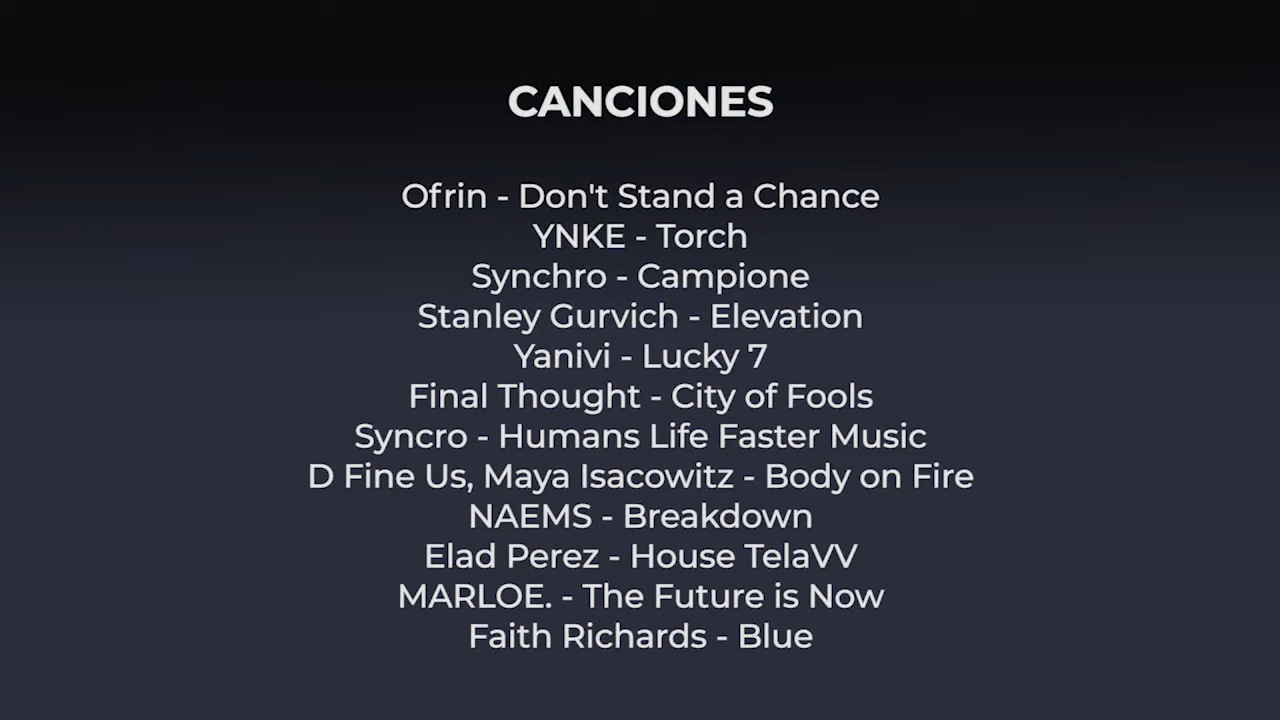 CANCIONES
Ofrin - Don't Stand a Chance
YNKE - Torch
Synchro - Campione
Stanley Gurvich - Elevation
Yanivi - Lucky 7
Final Thought - City of Fools
Syncro - Humans Life Faster Music
D Fine Us, Maya Isacowitz - Body on Fire
NAEMS - Breakdown
Elad Perez - House TelaVV
MARLOE. - The Future is Now
Faith Richards - Blue